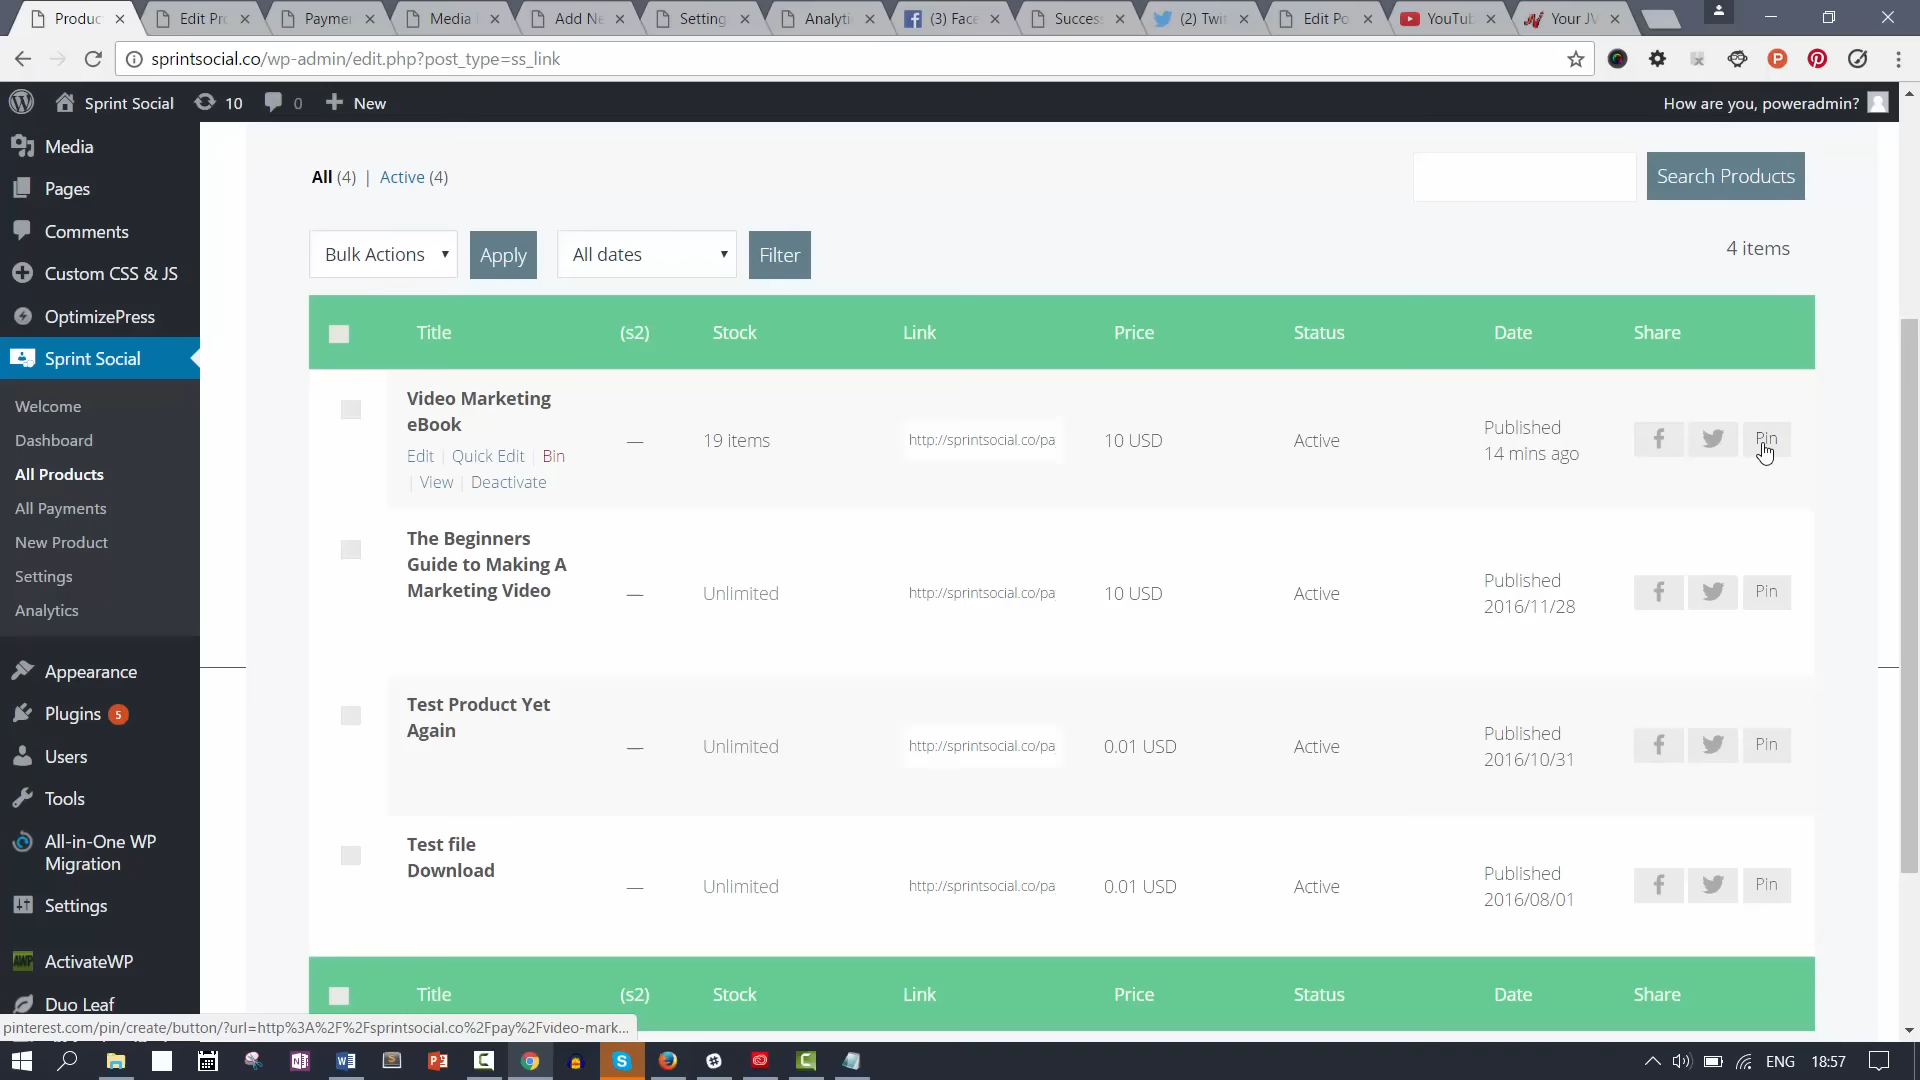 Produc
Edit Pro
Paymen
Media
Add Ne
Setting
Analyti
(3) Face
Success
(2) Twit
Edit Po
YouTub
Your JV
sprintsocial.co/wp-admin/edit.php?post_type=ss_link
Sprint Social
10
0
New
How are you, poweradmin?
Media
Pages
Comments
Custom CSS & JS
OptimizePress
Sprint Social
Welcome
Dashboard
All Products
All Payments
New Product
Settings
Analytics
Appearance
Plugins 5
Users
Tools
All-in-One WP
Migration
Settings
ActivateWP
Duo Leaf
All (4) | Active (4)
Search Products
Bulk Actions
Apply
All dates
Filter
4 items
Title (s2) Stock Link Price Status Date Share
Video Marketing
eBook
Edit | Quick Edit | Bin
| View | Deactivate
— 19 items http://sprintsocial.co/pa 10 USD Active
Published
14 mins ago
Pin
The Beginners
Guide to Making A
Marketing Video
— Unlimited http://sprintsocial.co/pa 10 USD Active
Published
2016/11/28
Pin
Test Product Yet
Again
— Unlimited http://sprintsocial.co/pa 0.01 USD Active
Published
2016/10/31
Pin
Test file
Download
— Unlimited http://sprintsocial.co/pa 0.01 USD Active
Published
2016/08/01
Pin
Title (s2) Stock Link Price Status Date Share
pinterest.com/pin/create/button/?url=http%3A%2F%2Fsprintsocial.co%2Fpay%2Fvideo-mark...
ENG 18:57